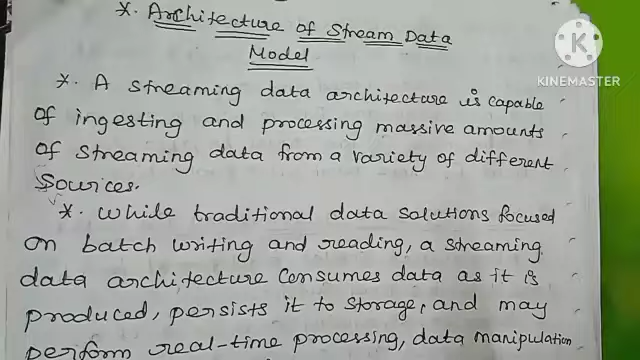 *. Architecture of Stream Data
Model
K
KINEMASTER
*. A streaming data architecture is capable
of ingesting and processing massive amounts
of streaming data from a variety of different
Sources.
*. While traditional data solutions focused
on batch writing and reading, a streaming
data architecture consumes data as it is
produced, persists it to storage, and may
perform real-time processing, data manipulation